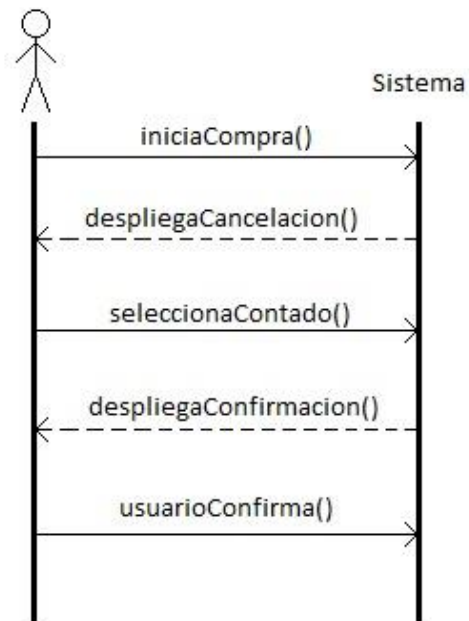 Sistema
iniciaCompra()
despliegaCancelacion()
seleccionaContado()
despliegaConfirmacion()
usuarioConfirma()